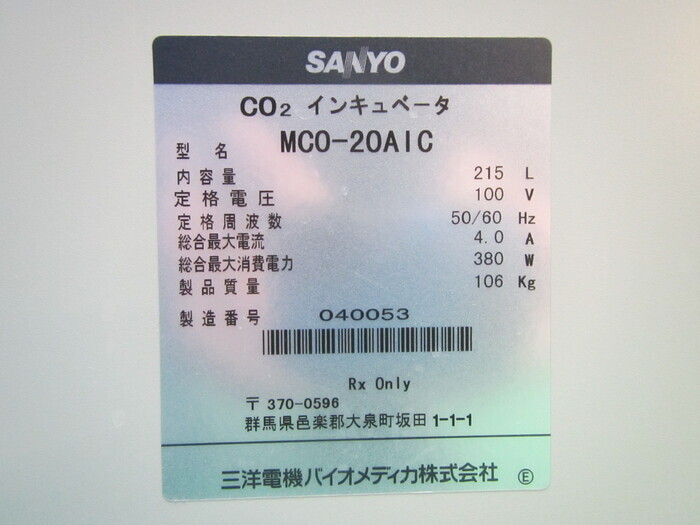 SANYO
CO₂ インキュベータ
型名 MCO-20AIC
内容量 215 L
定格電圧 100 V
定格周波数 50/60 Hz
総合最大電流 4.0 A
総合最大消費電力 380 W
製品質量 106 Kg
製造番号 040053
Rx Only
〒370-0596
群馬県邑楽郡大泉町坂田1-1-1
三洋電機バイオメディカ株式会社 Ⓔ